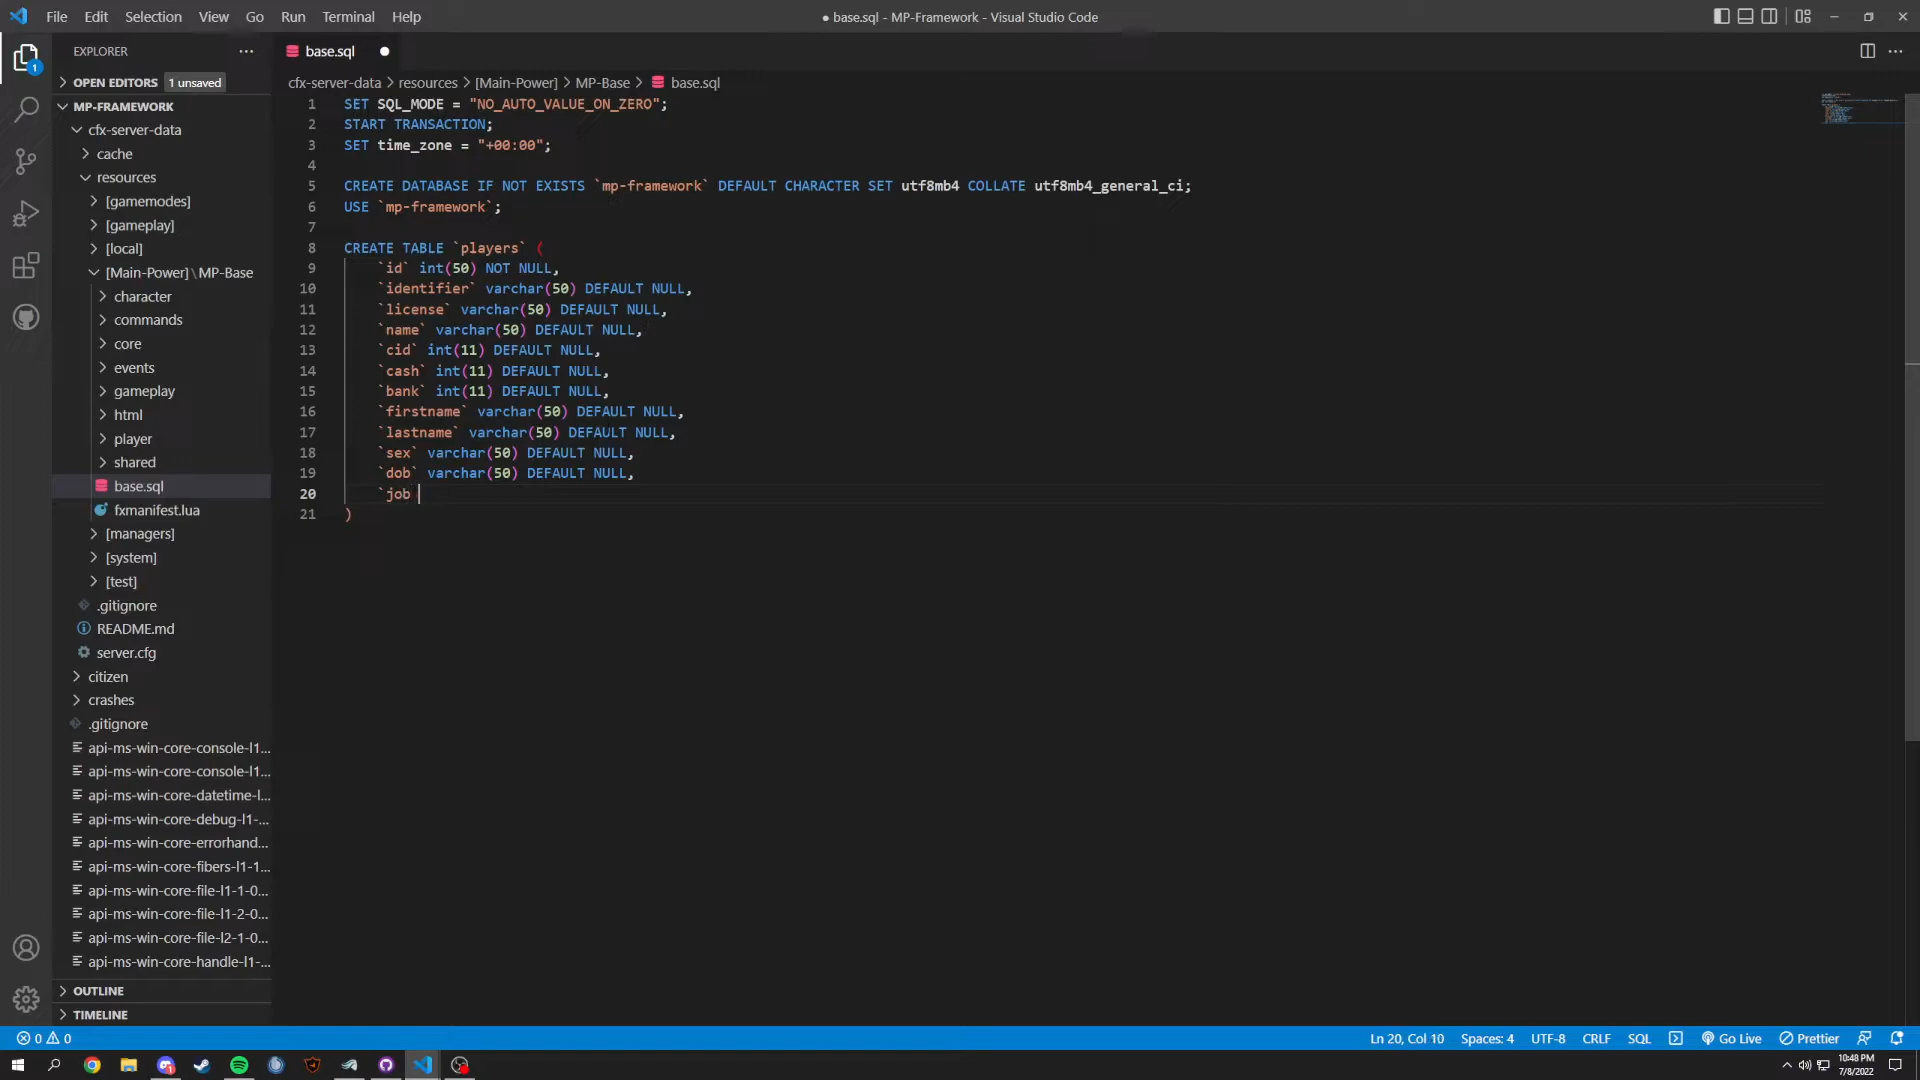 File Edit Selection View Go Run Terminal Help
● base.sql - MP-Framework - Visual Studio Code
EXPLORER
base.sql
OPEN EDITORS 1 unsaved
cfx-server-data > resources > [Main-Power] > MP-Base > base.sql
MP-FRAMEWORK
cfx-server-data
cache
resources
[gamemodes]
[gameplay]
[local]
[Main-Power]\MP-Base
character
commands
core
events
gameplay
html
player
shared
base.sql
fxmanifest.lua
[managers]
[system]
[test]
.gitignore
README.md
server.cfg
citizen
crashes
.gitignore
api-ms-win-core-console-l1...
api-ms-win-core-console-l1...
api-ms-win-core-datetime-l...
api-ms-win-core-debug-l1-...
api-ms-win-core-errorhand...
api-ms-win-core-fibers-l1-1...
api-ms-win-core-file-l1-1-0...
api-ms-win-core-file-l1-2-0...
api-ms-win-core-file-l2-1-0...
api-ms-win-core-handle-l1-...
OUTLINE
TIMELINE
1 SET SQL_MODE = "NO_AUTO_VALUE_ON_ZERO";
2 START TRANSACTION;
3 SET time_zone = "+00:00";
4
5 CREATE DATABASE IF NOT EXISTS `mp-framework` DEFAULT CHARACTER SET utf8mb4 COLLATE utf8mb4_general_ci;
6 USE `mp-framework`;
7
8 CREATE TABLE `players` (
9 `id` int(50) NOT NULL,
10 `identifier` varchar(50) DEFAULT NULL,
11 `license` varchar(50) DEFAULT NULL,
12 `name` varchar(50) DEFAULT NULL,
13 `cid` int(11) DEFAULT NULL,
14 `cash` int(11) DEFAULT NULL,
15 `bank` int(11) DEFAULT NULL,
16 `firstname` varchar(50) DEFAULT NULL,
17 `lastname` varchar(50) DEFAULT NULL,
18 `sex` varchar(50) DEFAULT NULL,
19 `dob` varchar(50) DEFAULT NULL,
20 `job
21 )
0 0
Ln 20, Col 10 Spaces: 4 UTF-8 CRLF SQL Go Live Prettier
10:48 PM
7/8/2022